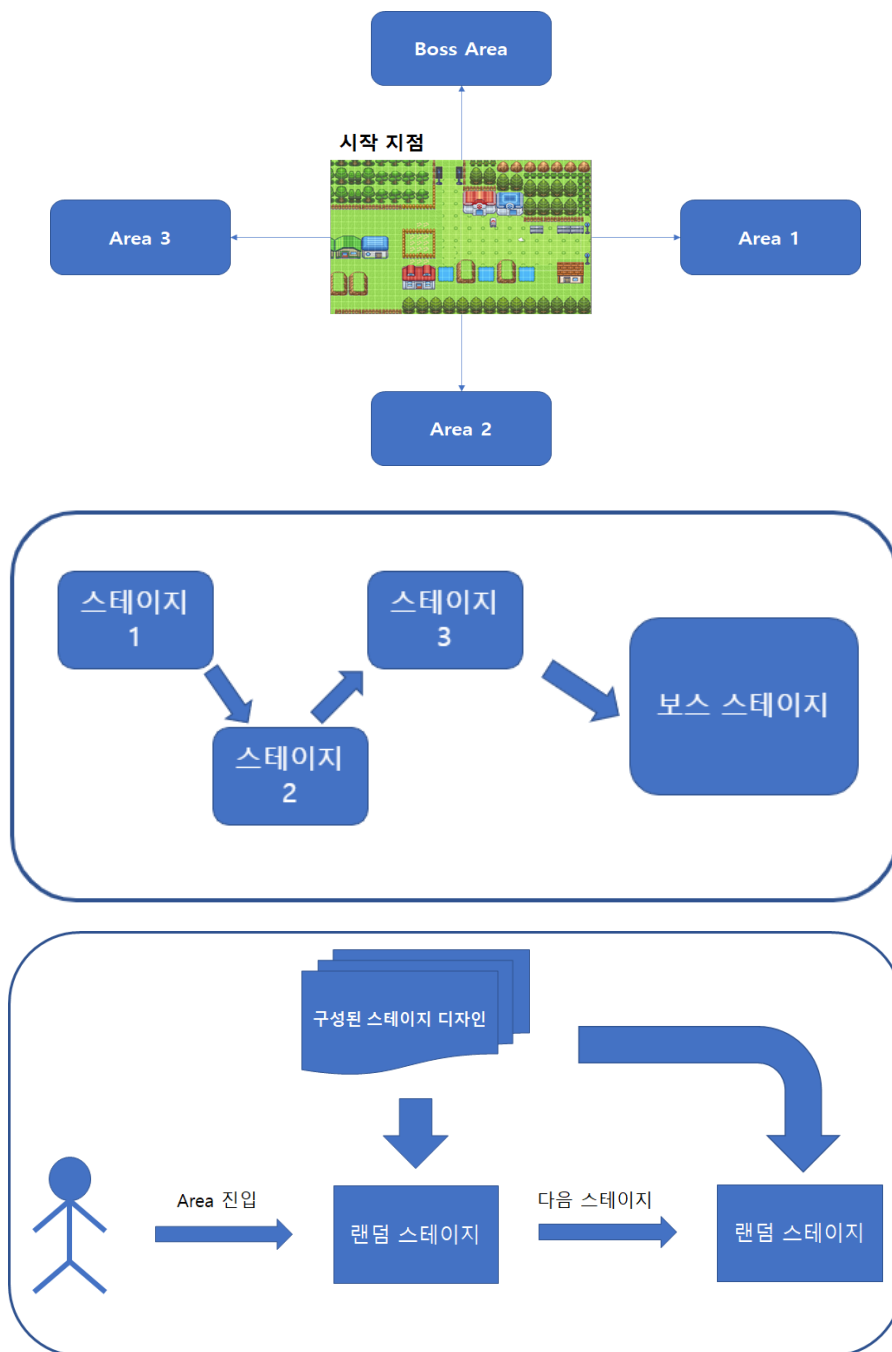 Boss Area
시작 지점
Area 3
Area 1
Area 2
스테이지
1
스테이지
3
보스 스테이지
스테이지
2
구성된 스테이지 디자인
Area 진입
다음 스테이지
랜덤 스테이지
랜덤 스테이지